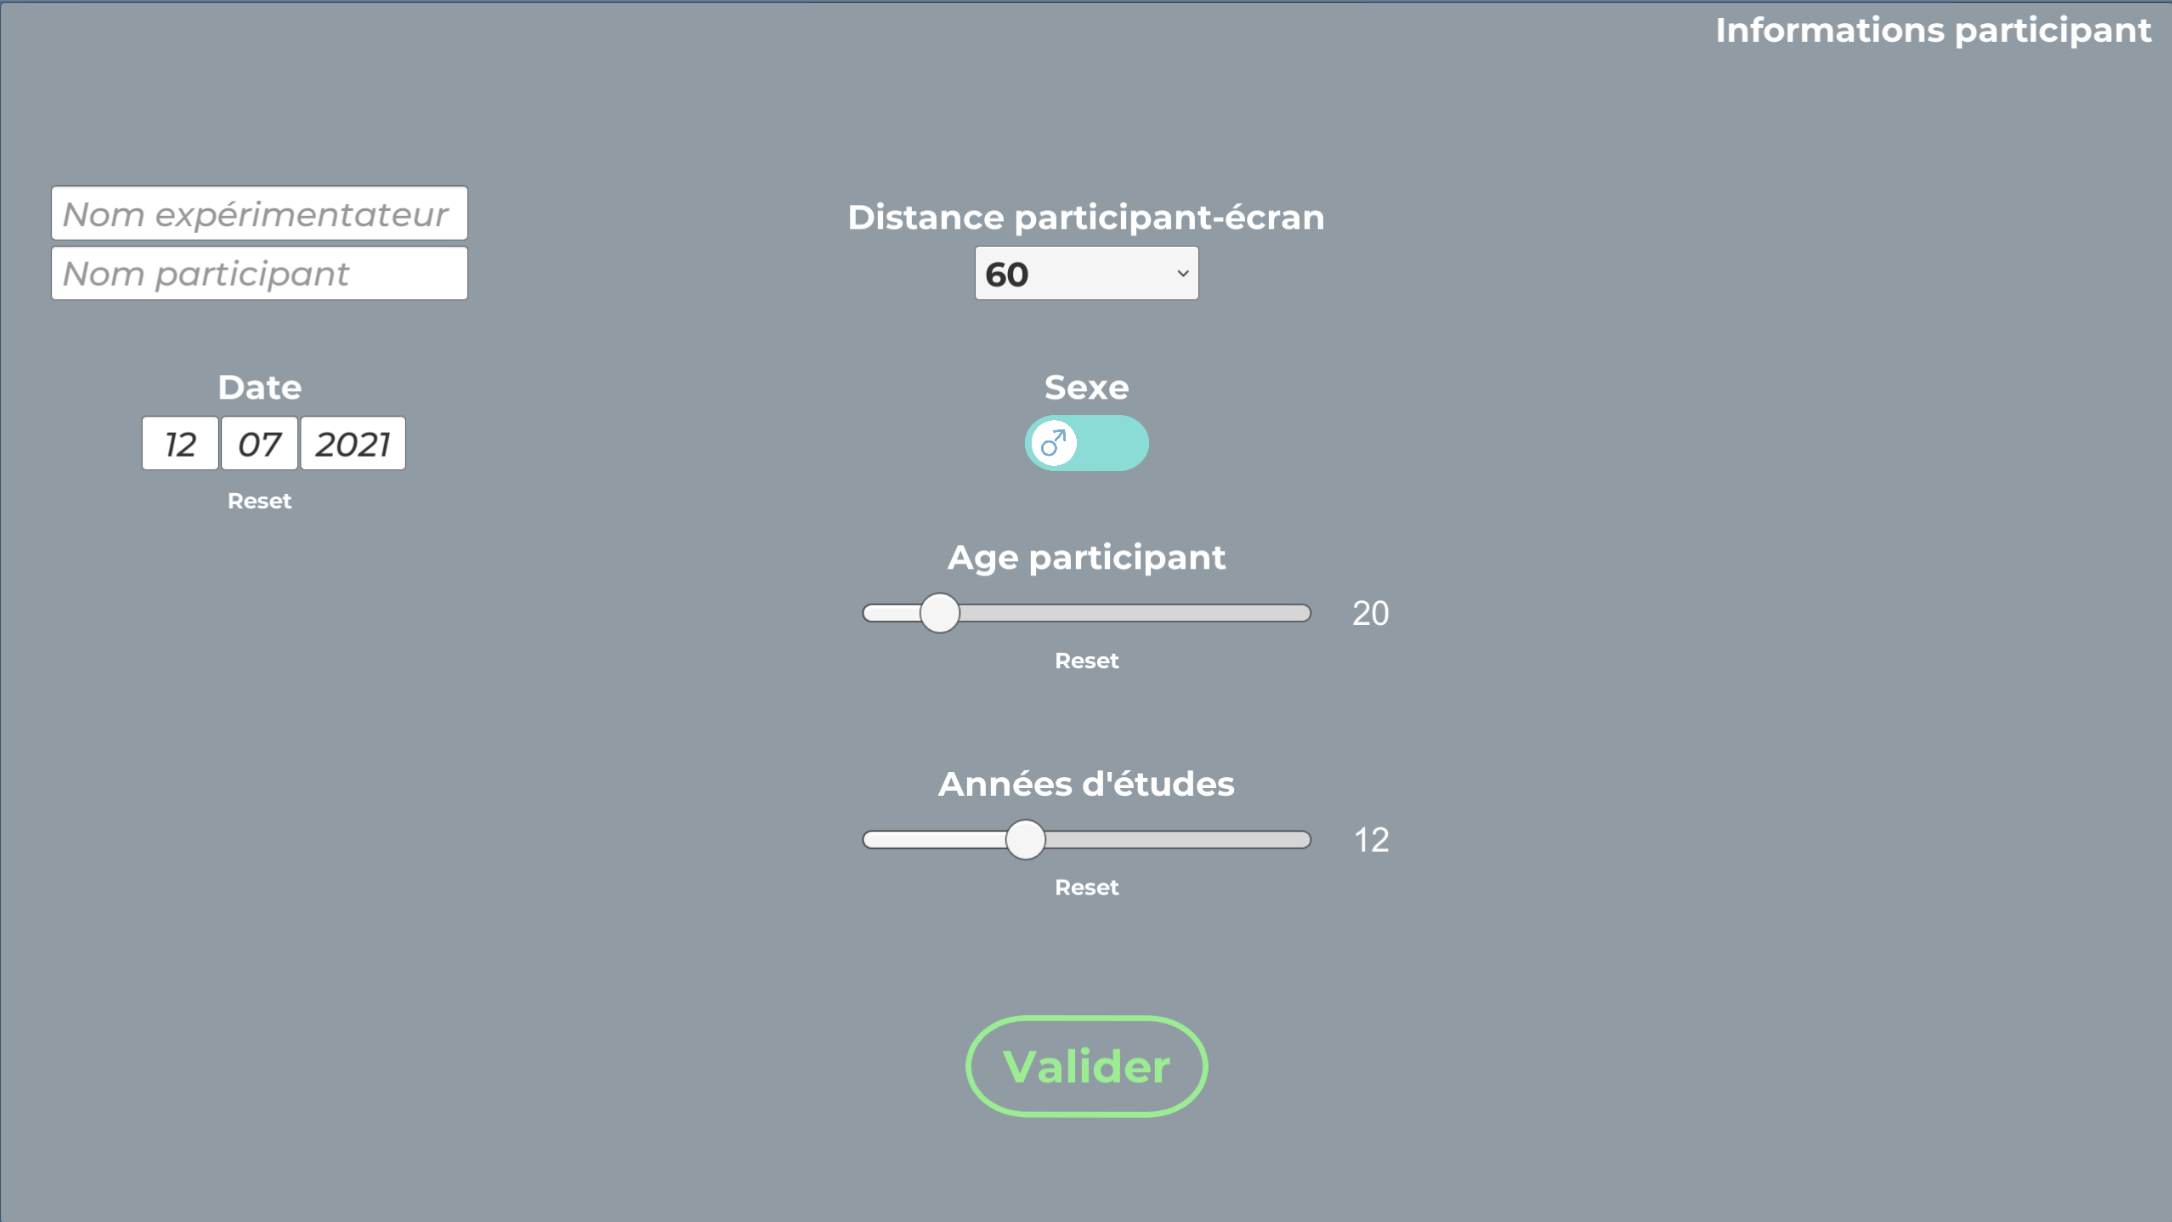 Informations participant
Nom expérimentateur
Nom participant
Date
12 07 2021
Reset
Distance participant-écran
60
Sexe
Age participant
20
Reset
Années d'études
12
Reset
Valider